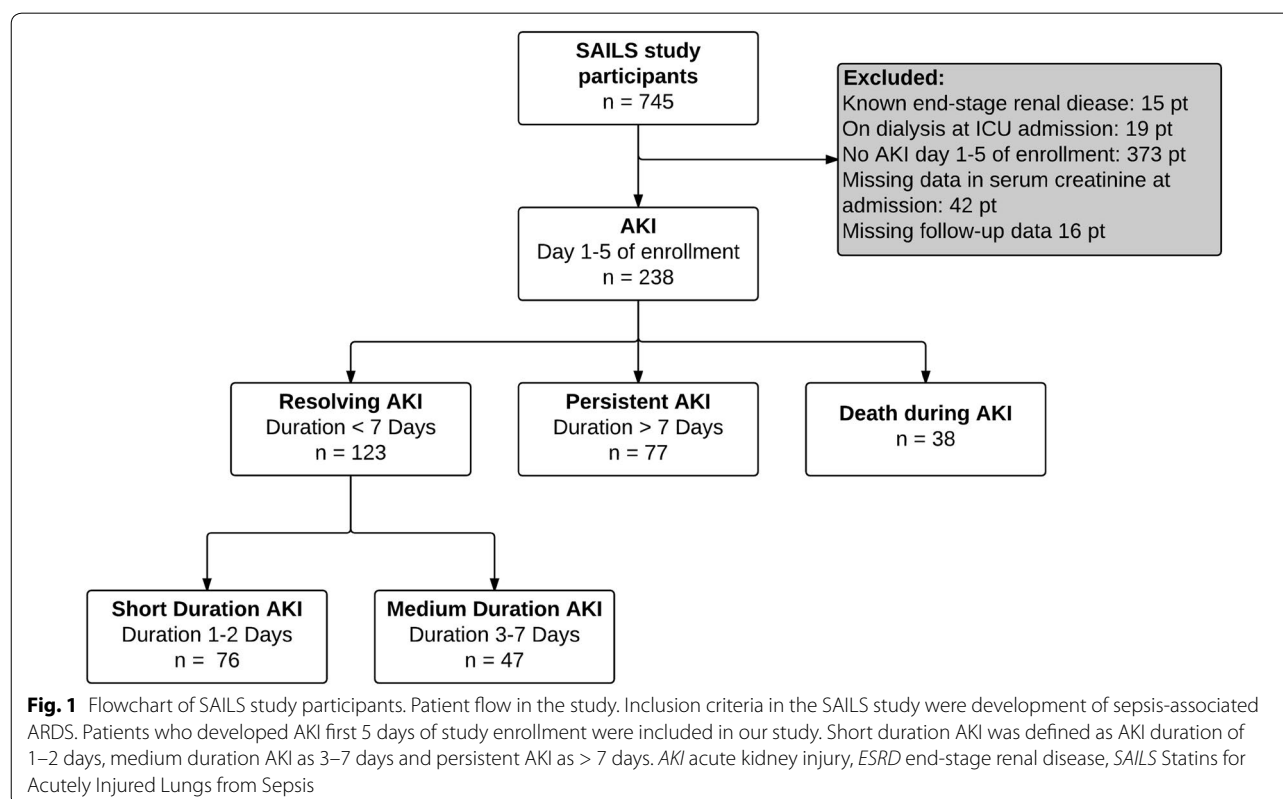 SAILS study
participants
n = 745
Excluded:
Known end-stage renal disease: 15 pt
On dialysis at ICU admission: 19 pt
No AKI day 1-5 of enrollment: 373 pt
Missing data in serum creatinine at
admission: 42 pt
Missing follow-up data 16 pt
AKI
Day 1-5 of enrollment
n = 238
Resolving AKI
Duration < 7 Days
n = 123
Persistent AKI
Duration > 7 Days
n = 77
Death during AKI
n = 38
Short Duration AKI
Duration 1-2 Days
n = 76
Medium Duration AKI
Duration 3-7 Days
n = 47
Fig. 1 Flowchart of SAILS study participants. Patient flow in the study. Inclusion criteria in the SAILS study were development of sepsis-associated
ARDS. Patients who developed AKI first 5 days of study enrollment were included in our study. Short duration AKI was defined as AKI duration of
1–2 days, medium duration AKI as 3–7 days and persistent AKI as > 7 days. AKI acute kidney injury, ESRD end-stage renal disease, SAILS Statins for
Acutely Injured Lungs from Sepsis